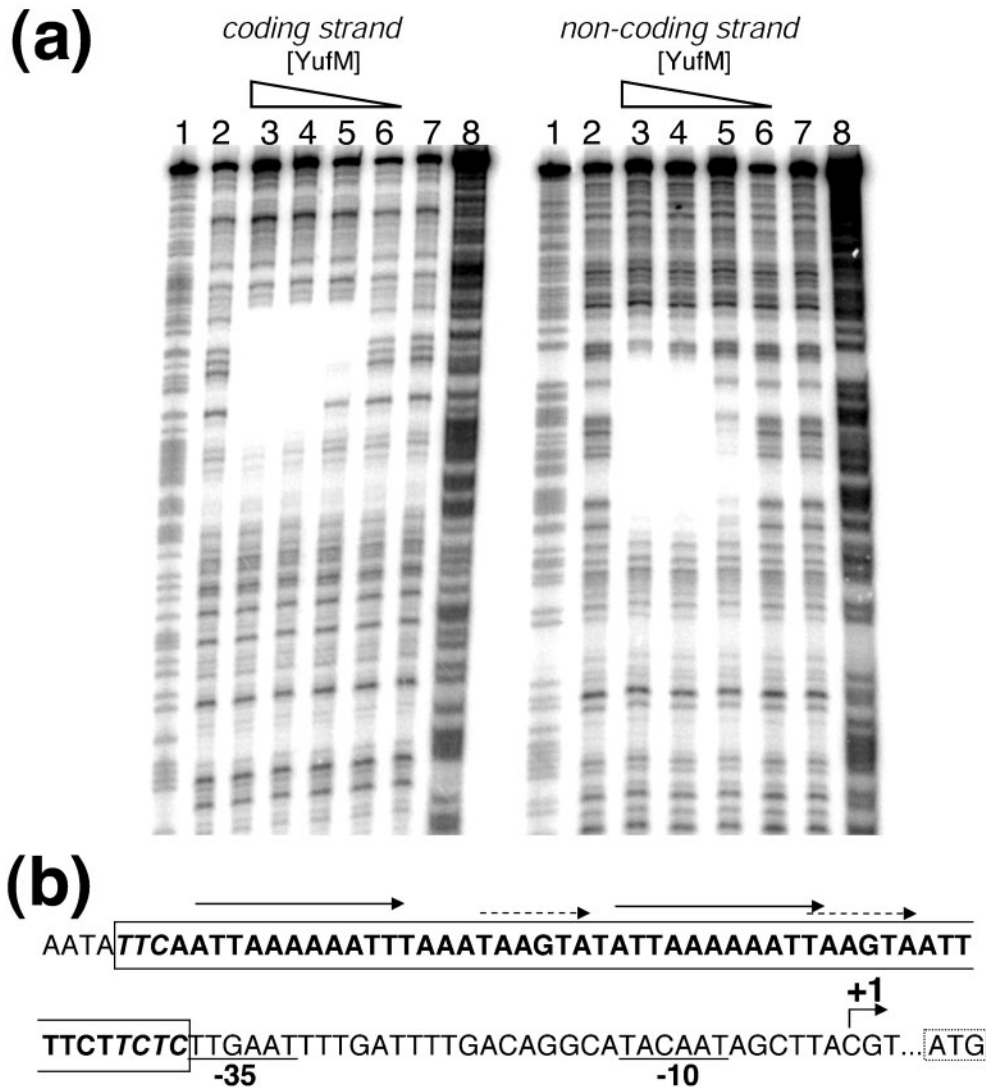 (a)
coding strand non-coding strand
[YufM] [YufM]
1 2 3 4 5 6 7 8 1 2 3 4 5 6 7 8
(b)
AATATTCAATTAAAAAATTTAAATAAGTATATTAAAAAATTAAGTAATT
+1
TTCTTCTCTTGAATTTTGATTTTGACAGGCATACAATAGCTTACGT...ATG
-35 -10